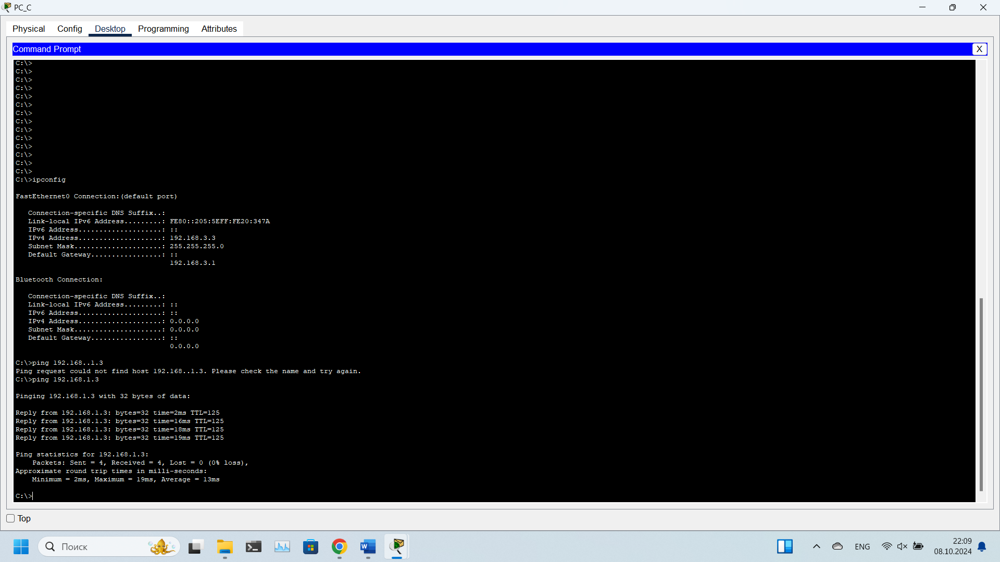 PC_C
Physical Config Desktop Programming Attributes
Command Prompt
X
C:\>
C:\>
C:\>
C:\>
C:\>
C:\>
C:\>
C:\>
C:\>
C:\>
C:\>
C:\>
C:\>
C:\>
C:\>ipconfig
FastEthernet0 Connection:(default port)
Connection-specific DNS Suffix..:
Link-local IPv6 Address.........: FE80::205:5EFF:FE20:347A
IPv6 Address....................: ::
IPv4 Address....................: 192.168.3.3
Subnet Mask.....................: 255.255.255.0
Default Gateway.................: ::
192.168.3.1
Bluetooth Connection:
Connection-specific DNS Suffix..:
Link-local IPv6 Address.........: ::
IPv6 Address....................: ::
IPv4 Address....................: 0.0.0.0
Subnet Mask.....................: 0.0.0.0
Default Gateway.................: ::
0.0.0.0
C:\>ping 192.168..1.3
Ping request could not find host 192.168..1.3. Please check the name and try again.
C:\>ping 192.168.1.3
Pinging 192.168.1.3 with 32 bytes of data:
Reply from 192.168.1.3: bytes=32 time=2ms TTL=125
Reply from 192.168.1.3: bytes=32 time=16ms TTL=125
Reply from 192.168.1.3: bytes=32 time=18ms TTL=125
Reply from 192.168.1.3: bytes=32 time=19ms TTL=125
Ping statistics for 192.168.1.3:
Packets: Sent = 4, Received = 4, Lost = 0 (0% loss),
Approximate round trip times in milli-seconds:
Minimum = 2ms, Maximum = 19ms, Average = 13ms
C:\>
Top
Поиск
W
ENG
22:09
08.10.2024